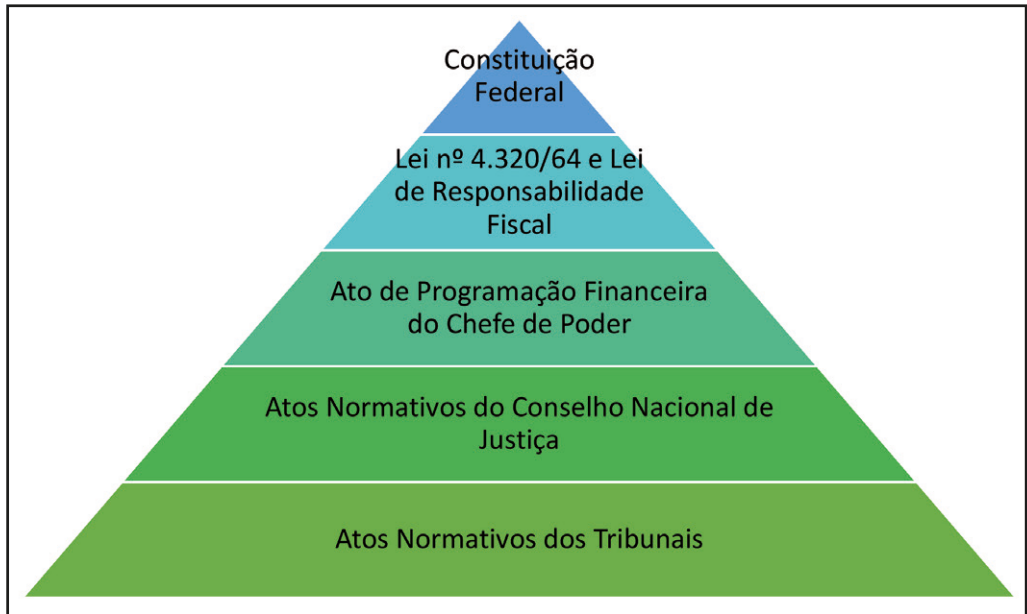 Constituição
Federal
Lei nº 4.320/64 e Lei
de Responsabilidade
Fiscal
Ato de Programação Financeira
do Chefe de Poder
Atos Normativos do Conselho Nacional de
Justiça
Atos Normativos dos Tribunais